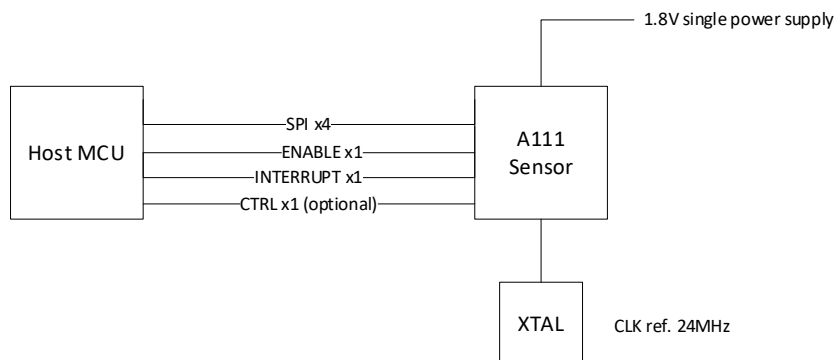 1.8V single power supply
SPI x4
Host MCU
ENABLE x1
INTERRUPT x1
CTRL x1 (optional)
A111
Sensor
XTAL
CLK ref. 24MHz